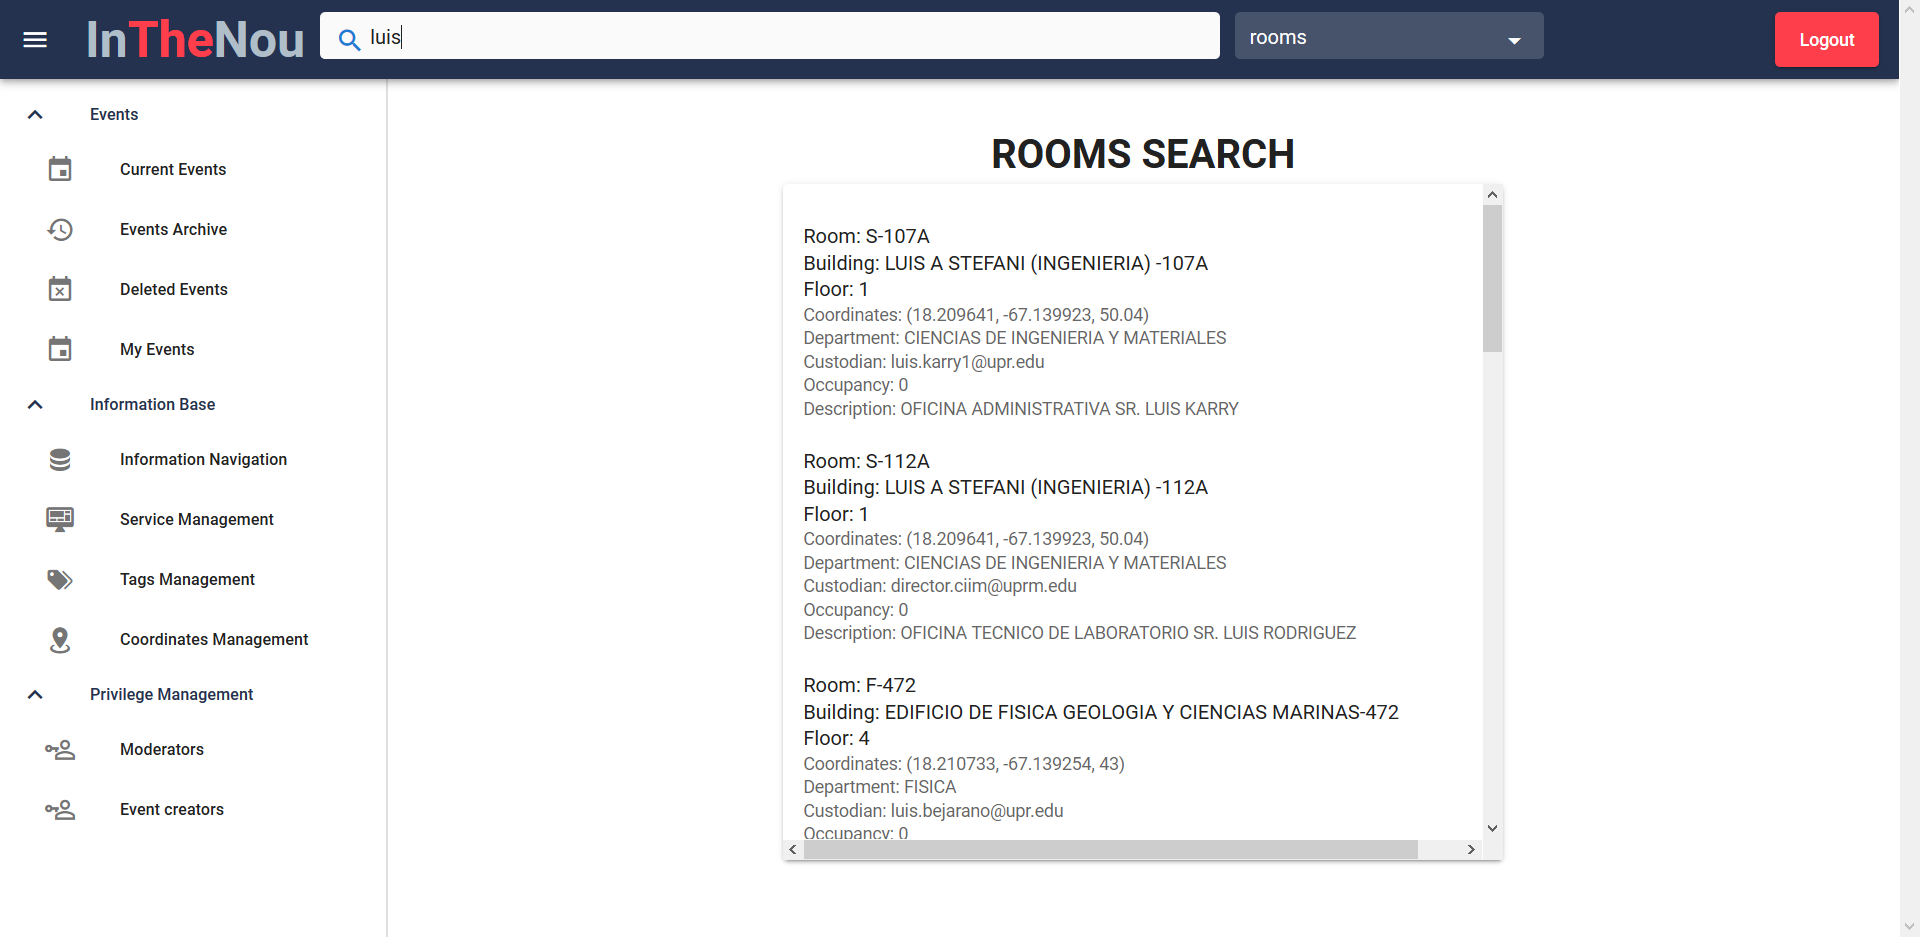 InTheNou
luis
rooms
Logout
Events
Current Events
Events Archive
Deleted Events
My Events
Information Base
Information Navigation
Service Management
Tags Management
Coordinates Management
Privilege Management
Moderators
Event creators
ROOMS SEARCH
Room: S-107A
Building: LUIS A STEFANI (INGENIERIA) -107A
Floor: 1
Coordinates: (18.209641, -67.139923, 50.04)
Department: CIENCIAS DE INGENIERIA Y MATERIALES
Custodian: luis.karry1@upr.edu
Occupancy: 0
Description: OFICINA ADMINISTRATIVA SR. LUIS KARRY
Room: S-112A
Building: LUIS A STEFANI (INGENIERIA) -112A
Floor: 1
Coordinates: (18.209641, -67.139923, 50.04)
Department: CIENCIAS DE INGENIERIA Y MATERIALES
Custodian: director.ciim@uprm.edu
Occupancy: 0
Description: OFICINA TECNICO DE LABORATORIO SR. LUIS RODRIGUEZ
Room: F-472
Building: EDIFICIO DE FISICA GEOLOGIA Y CIENCIAS MARINAS-472
Floor: 4
Coordinates: (18.210733, -67.139254, 43)
Department: FISICA
Custodian: luis.bejarano@upr.edu
Occupancy: 0